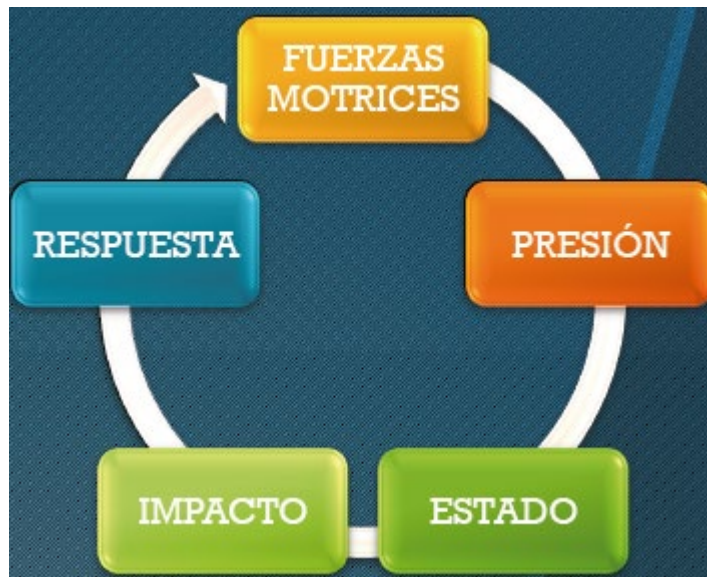 FUERZAS
MOTRICES
PRESIÓN
ESTADO
IMPACTO
RESPUESTA